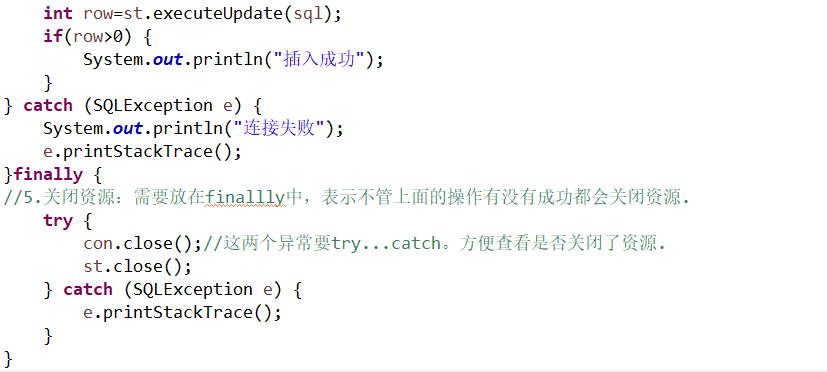 int row=st.executeUpdate(sql);
if(row>0) {
System.out.println("插入成功");
}
} catch (SQLException e) {
System.out.println("连接失败");
e.printStackTrace();
}finally {
//5.关闭资源：需要放在finallly中，表示不管上面的操作有没有成功都会关闭资源.
try {
con.close();//这两个异常要try...catch。方便查看是否关闭了资源.
st.close();
} catch (SQLException e) {
e.printStackTrace();
}
}